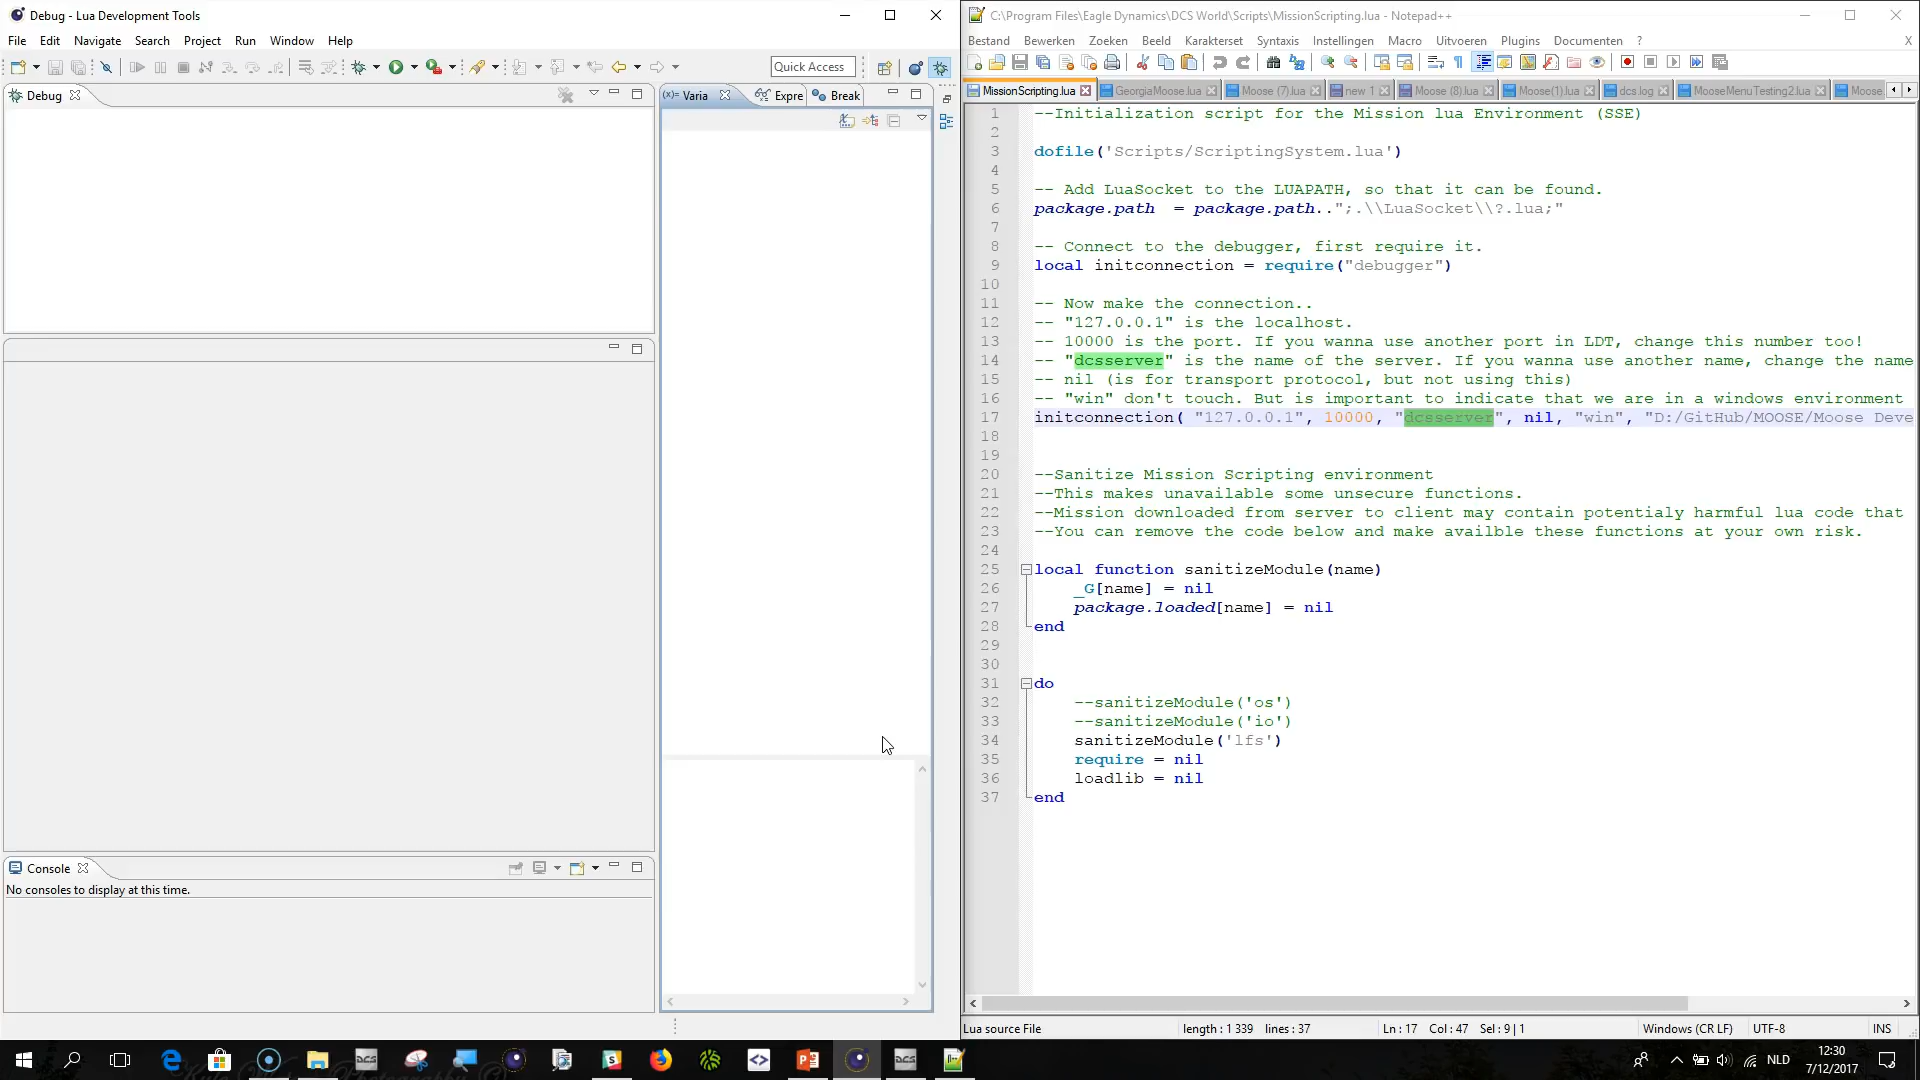 Debug - Lua Development Tools
File Edit Navigate Search Project Run Window Help
Quick Access
Debug
(x)= Varia
Expre
Break
Console
No consoles to display at this time.
C:\Program Files\Eagle Dynamics\DCS World\Scripts\MissionScripting.lua - Notepad++
Bestand Bewerken Zoeken Beeld Karakterset Syntaxis Instellingen Macro Uitvoeren Plugins Documenten ? X
MissionScripting.lua GeorgiaMoose.lua Moose (7).lua new 1 Moose (8).lua Moose(1).lua dcs.log MooseMenuTesting2.lua Moose
1 --Initialization script for the Mission lua Environment (SSE)
2
3 dofile('Scripts/ScriptingSystem.lua')
4
5 -- Add LuaSocket to the LUAPATH, so that it can be found.
6 package.path  = package.path..";.\\LuaSocket\\?.lua;"
7
8 -- Connect to the debugger, first require it.
9 local initconnection = require("debugger")
10
11 -- Now make the connection..
12 -- "127.0.0.1" is the localhost.
13 -- 10000 is the port. If you wanna use another port in LDT, change this number too!
14 -- "dcsserver" is the name of the server. If you wanna use another name, change the name
15 -- nil (is for transport protocol, but not using this)
16 -- "win" don't touch. But is important to indicate that we are in a windows environment
17 initconnection( "127.0.0.1", 10000, "dcsserver", nil, "win", "D:/GitHub/MOOSE/Moose Deve
18
19
20 --Sanitize Mission Scripting environment
21 --This makes unavailable some unsecure functions.
22 --Mission downloaded from server to client may contain potentialy harmful lua code that
23 --You can remove the code below and make availble these functions at your own risk.
24
25 local function sanitizeModule(name)
26 _G[name] = nil
27 package.loaded[name] = nil
28 end
29
30
31 do
32 --sanitizeModule('os')
33 --sanitizeModule('io')
34 sanitizeModule('lfs')
35 require = nil
36 loadlib = nil
37 end
Lua source File length : 1 339 lines : 37 Ln : 17 Col : 47 Sel : 9 | 1 Windows (CR LF) UTF-8 INS
DCS
DCS
NLD
12:30
7/12/2017